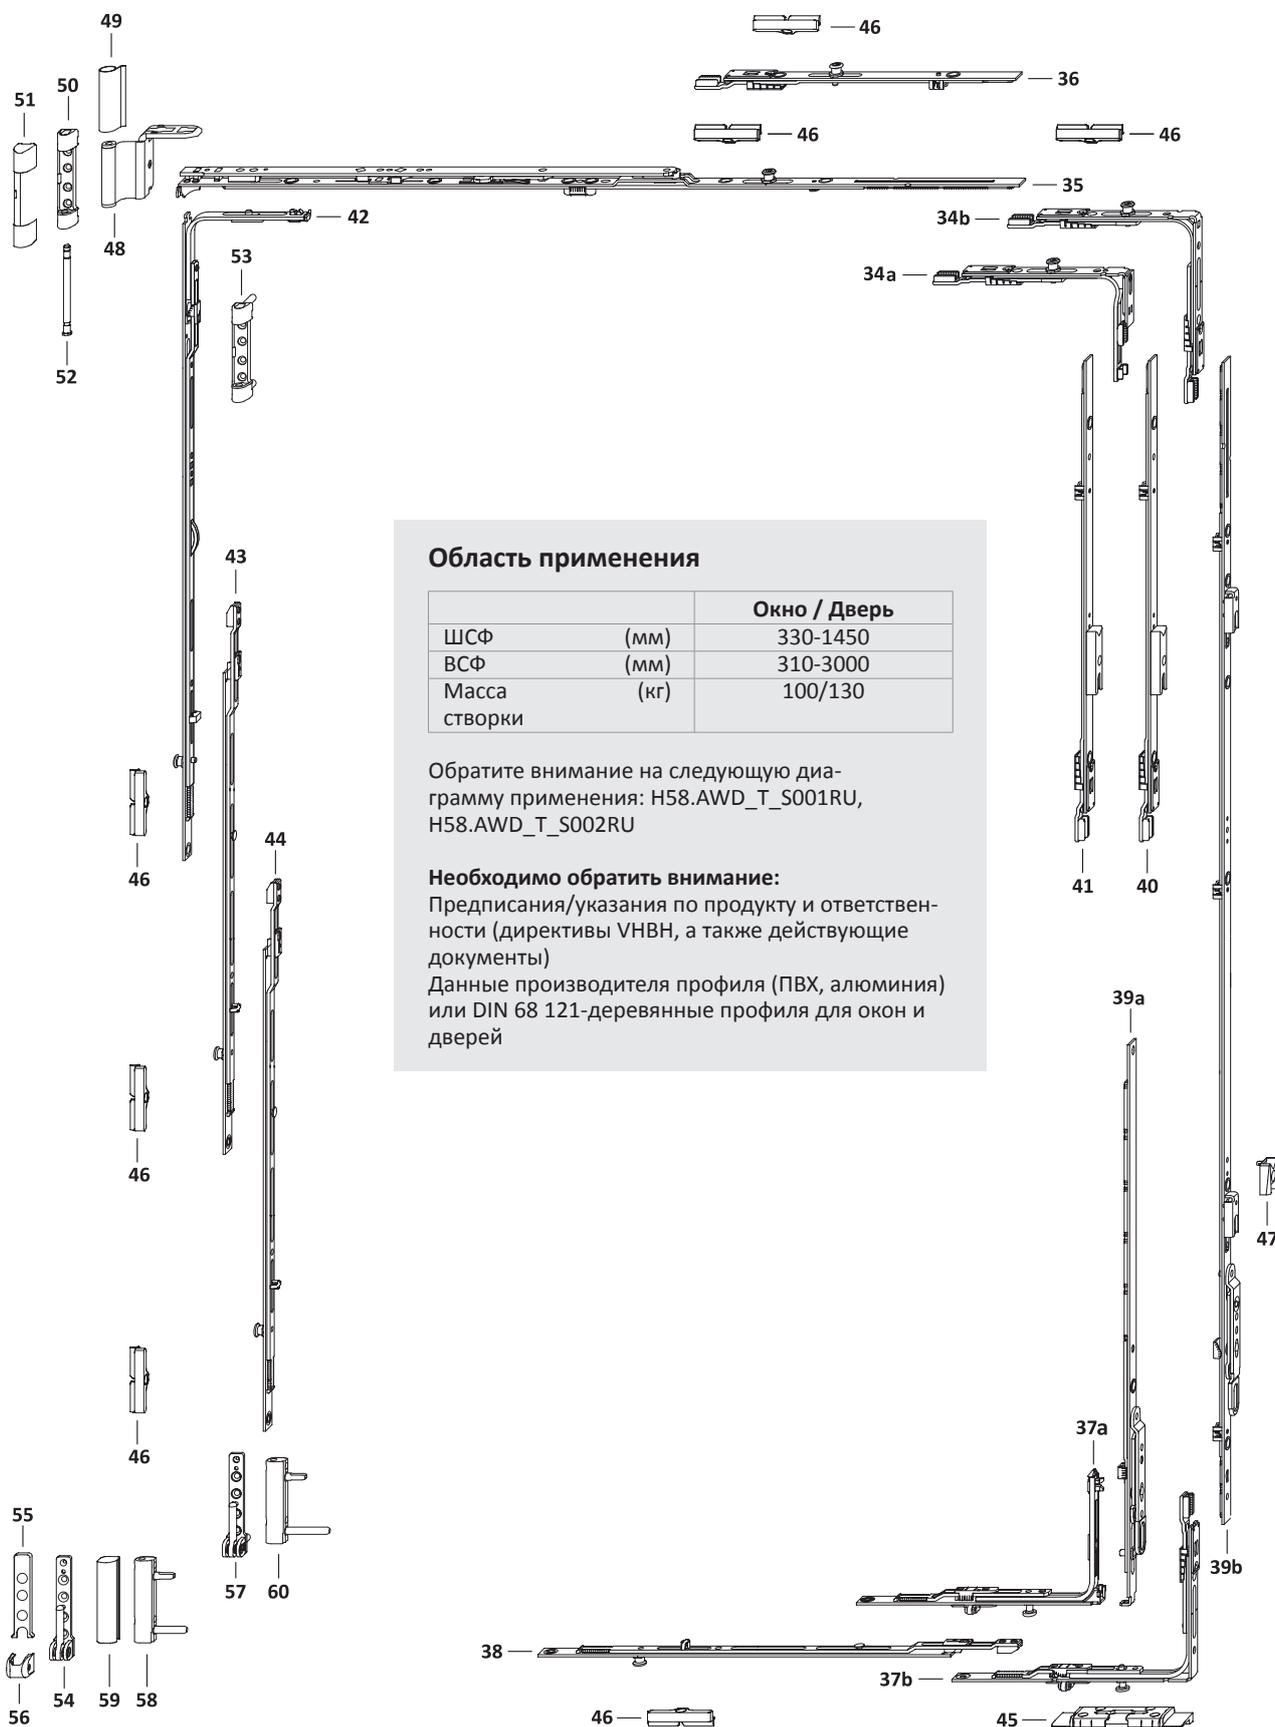 49
46
50
36
51
46
46
35
42
34b
48
53
34a
52
43
Область применения
Окно / Дверь
ШСФ (мм) 330-1450
ВСФ (мм) 310-3000
Масса (кг) 100/130
створки
Обратите внимание на следующую диа-
грамму применения: H58.AWD_T_S001RU,
H58.AWD_T_S002RU
44
46
41
40
Необходимо обратить внимание:
Предписания/указания по продукту и ответствен-
ности (директивы VHBH, а также действующие
документы)
Данные производителя профиля (ПВХ, алюминия)
или DIN 68 121-деревянные профиля для окон и
дверей
39a
46
47
37a
46
55
57
60
39b
38
37b
56
54
59
58
46
45